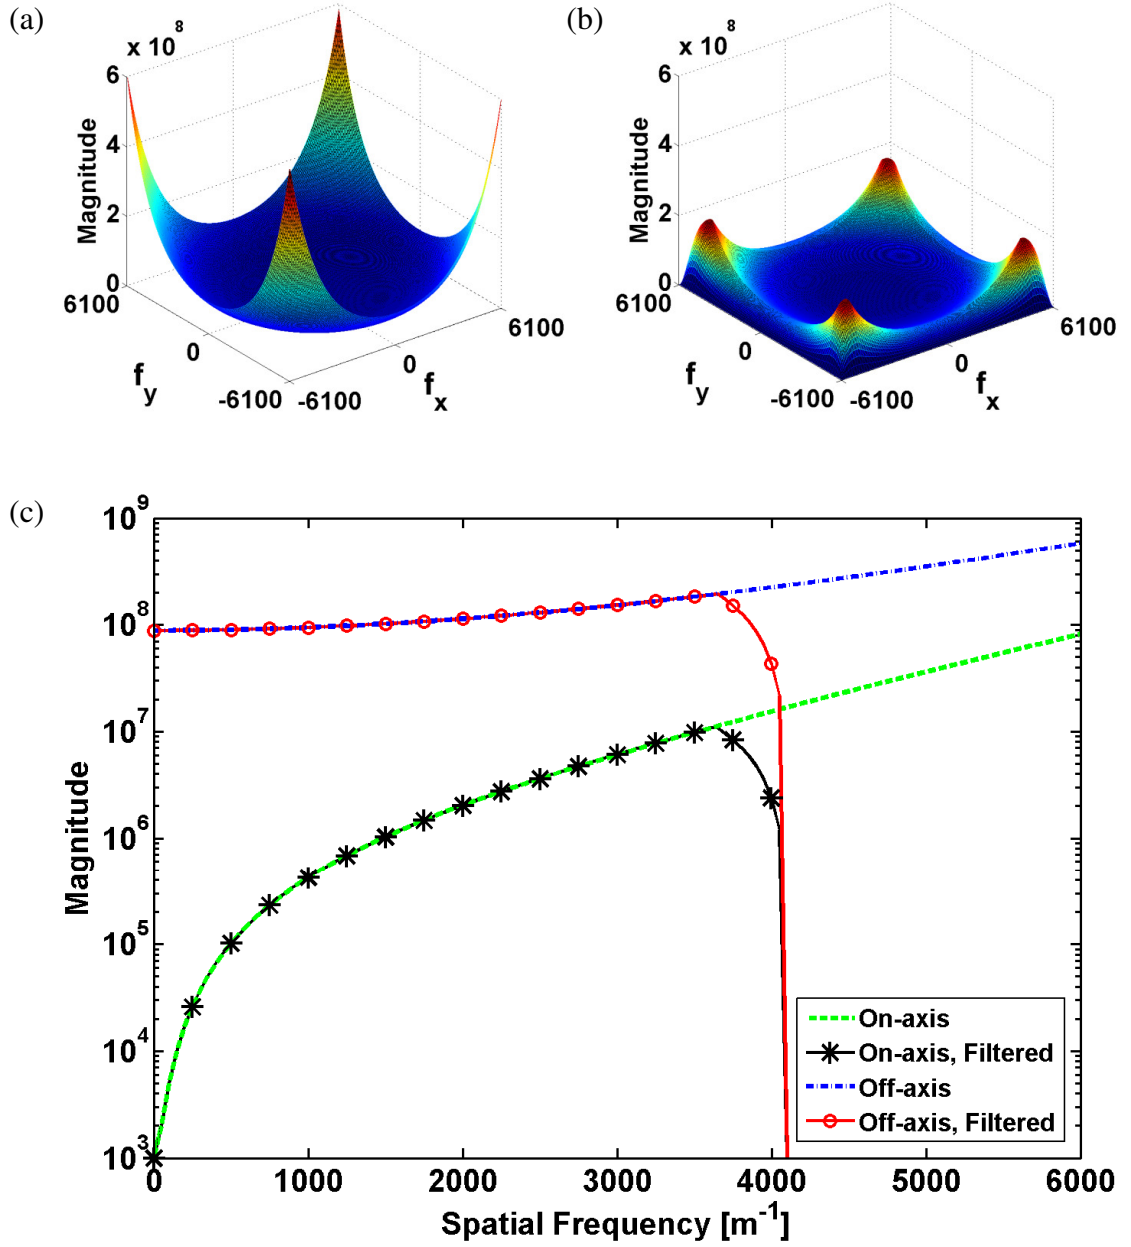 (a)
x 10^8
Magnitude
6
4
2
0
6100
0
-6100
f_y
-6100
0
6100
f_x
(b)
x 10^8
Magnitude
6
4
2
0
6100
0
-6100
f_y
-6100
0
6100
f_x
(c)
10^9
10^8
10^7
10^6
10^5
10^4
10^3
Magnitude
0
1000
2000
3000
4000
5000
6000
Spatial Frequency [m^-1]
On-axis
On-axis, Filtered
Off-axis
Off-axis, Filtered